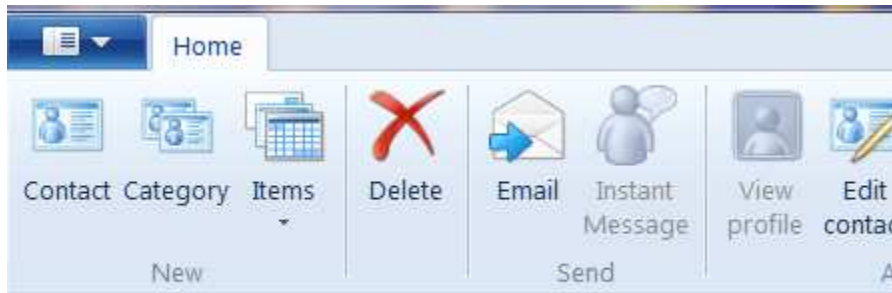 Home
Contact Category Items Delete Email Instant Message View profile Edit
New Send